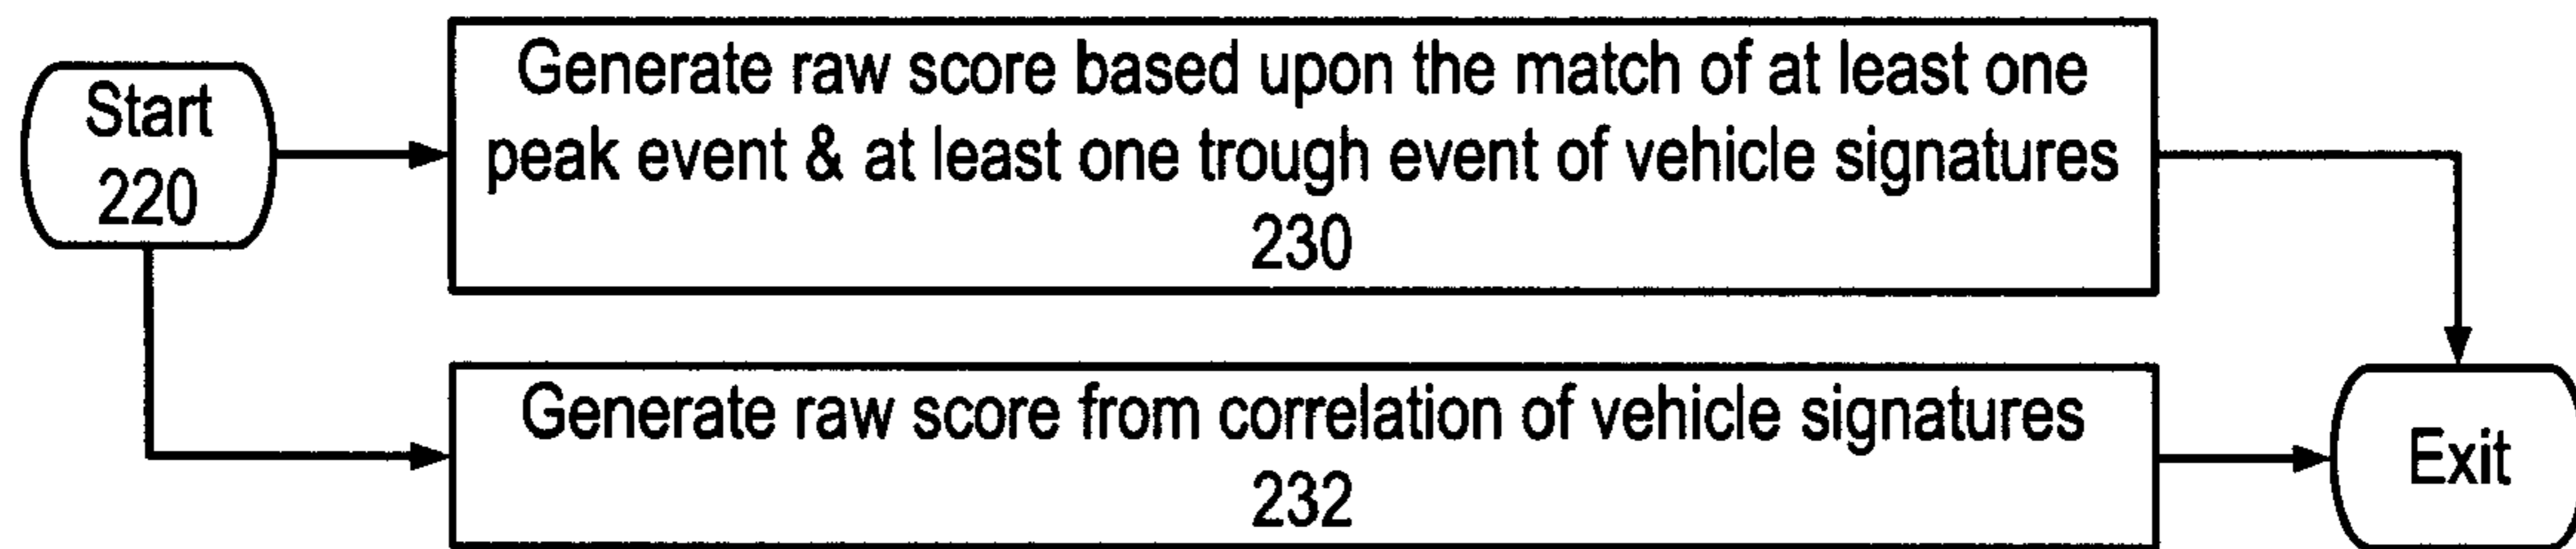 Start
220
Generate raw score based upon the match of at least one
peak event & at least one trough event of vehicle signatures
230
Generate raw score from correlation of vehicle signatures
232
Exit